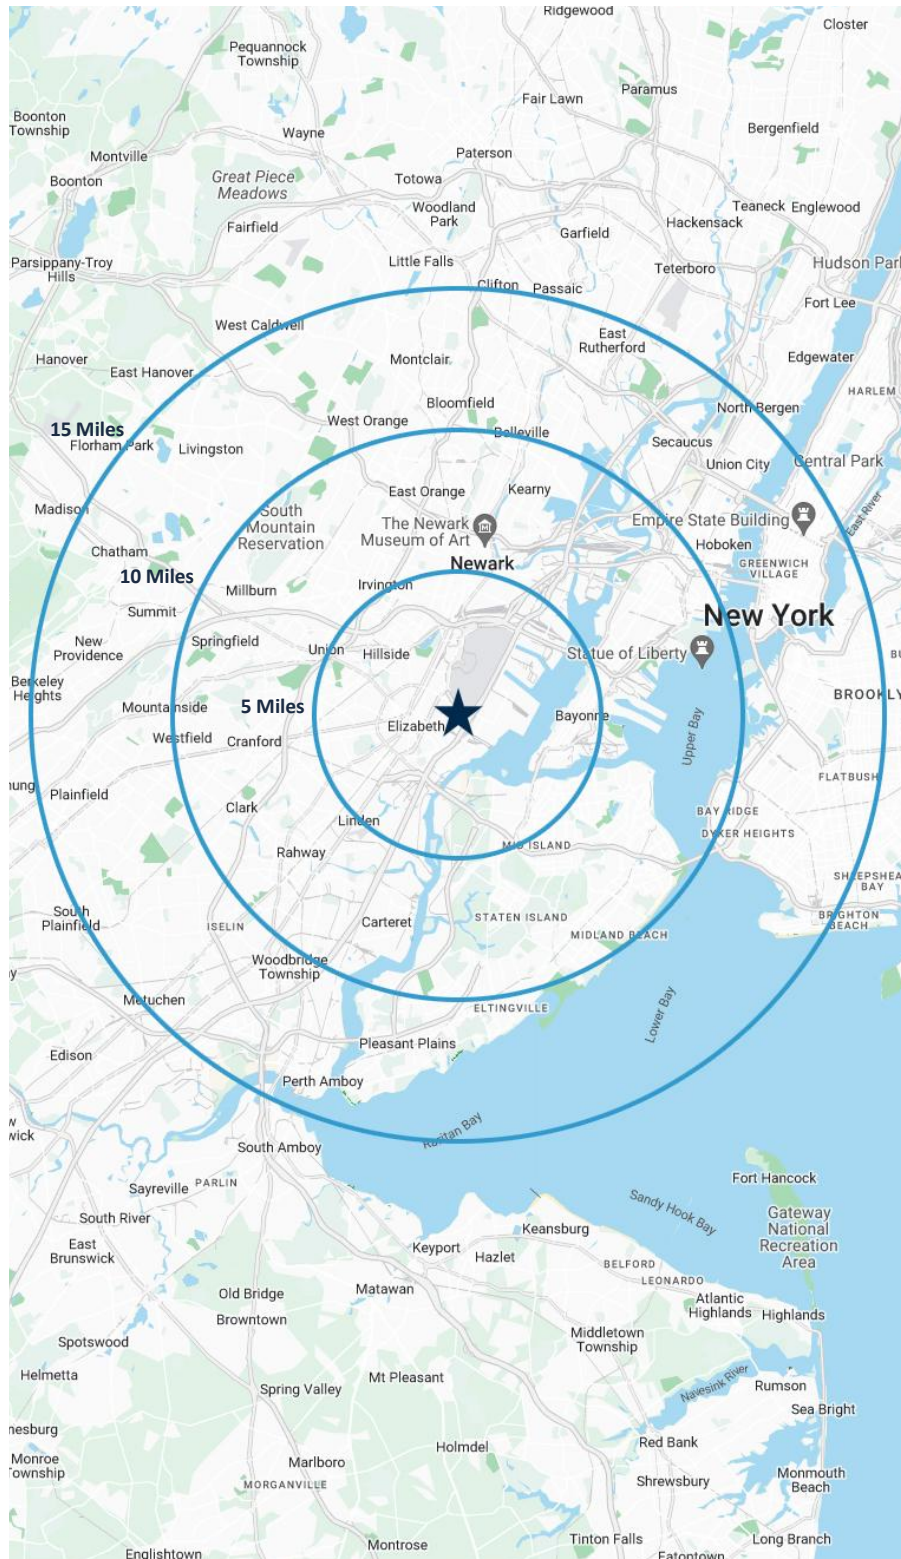 Ridgewood
Closter
Pequannock
Township
Paramus
Fair Lawn
Boonton
Township
Bergenfield
Wayne
Montville
Paterson
Boonton
Great Piece
Meadows
Totowa
Woodland
Park
Teaneck
Englewood
Hackensack
Fairfield
Garfield
Little Falls
Parsippany-Troy
Hills
Teterboro
Hudson Park
Clifton
Passaic
Fort Lee
West Caldwell
East
Rutherford
Hanover
Montclair
Edgewater
East Hanover
HARLEM
Bloomfield
North Bergen
West Orange
15 Miles
Belleville
Florham Park
Livingston
Secaucus
Union City
Central Park
East Orange
Kearny
Madison
South
Mountain
Reservation
The Newark
Museum of Art
Empire State Building
East River
Chatham
Hoboken
Newark
GREENWICH
VILLAGE
10 Miles
Millburn
Irvington
Summit
New York
New
Providence
Springfield
Union
Hillside
Statue of Liberty
Berkeley
Heights
BROOKLY
5 Miles
Mountainside
Elizabeth
Bayonne
Upper Bay
Westfield
Cranford
FLATBUSH
Plainfield
Clark
BAY RIDGE
Linden
DYKER HEIGHTS
MID ISLAND
Rahway
SHEEPSHEA
BAY
South
Plainfield
ISELIN
Carteret
STATEN ISLAND
BRIGHTON
BEACH
MIDLAND BEACH
Woodbridge
Township
Metuchen
ELTINGVILLE
Lower Bay
Edison
Pleasant Plains
Perth Amboy
wick
Raritan Bay
South Amboy
Fort Hancock
Sayreville
PARLIN
Sandy Hook Bay
South River
Gateway
National
Recreation
Area
Keansburg
East
Brunswick
Keyport
Hazlet
BELFORD
LEONARDO
Old Bridge
Matawan
Atlantic
Highlands
Highlands
Browntown
Spotswood
Middletown
Township
Helmetta
Mt Pleasant
Navesink River
Rumson
Spring Valley
Sea Bright
nesburg
Holmdel
Red Bank
Monroe
Township
Marlboro
Shrewsbury
Monmouth
Beach
MORGANVILLE
Montrose
Tinton Falls
Long Branch
Englishtown
Eatontown